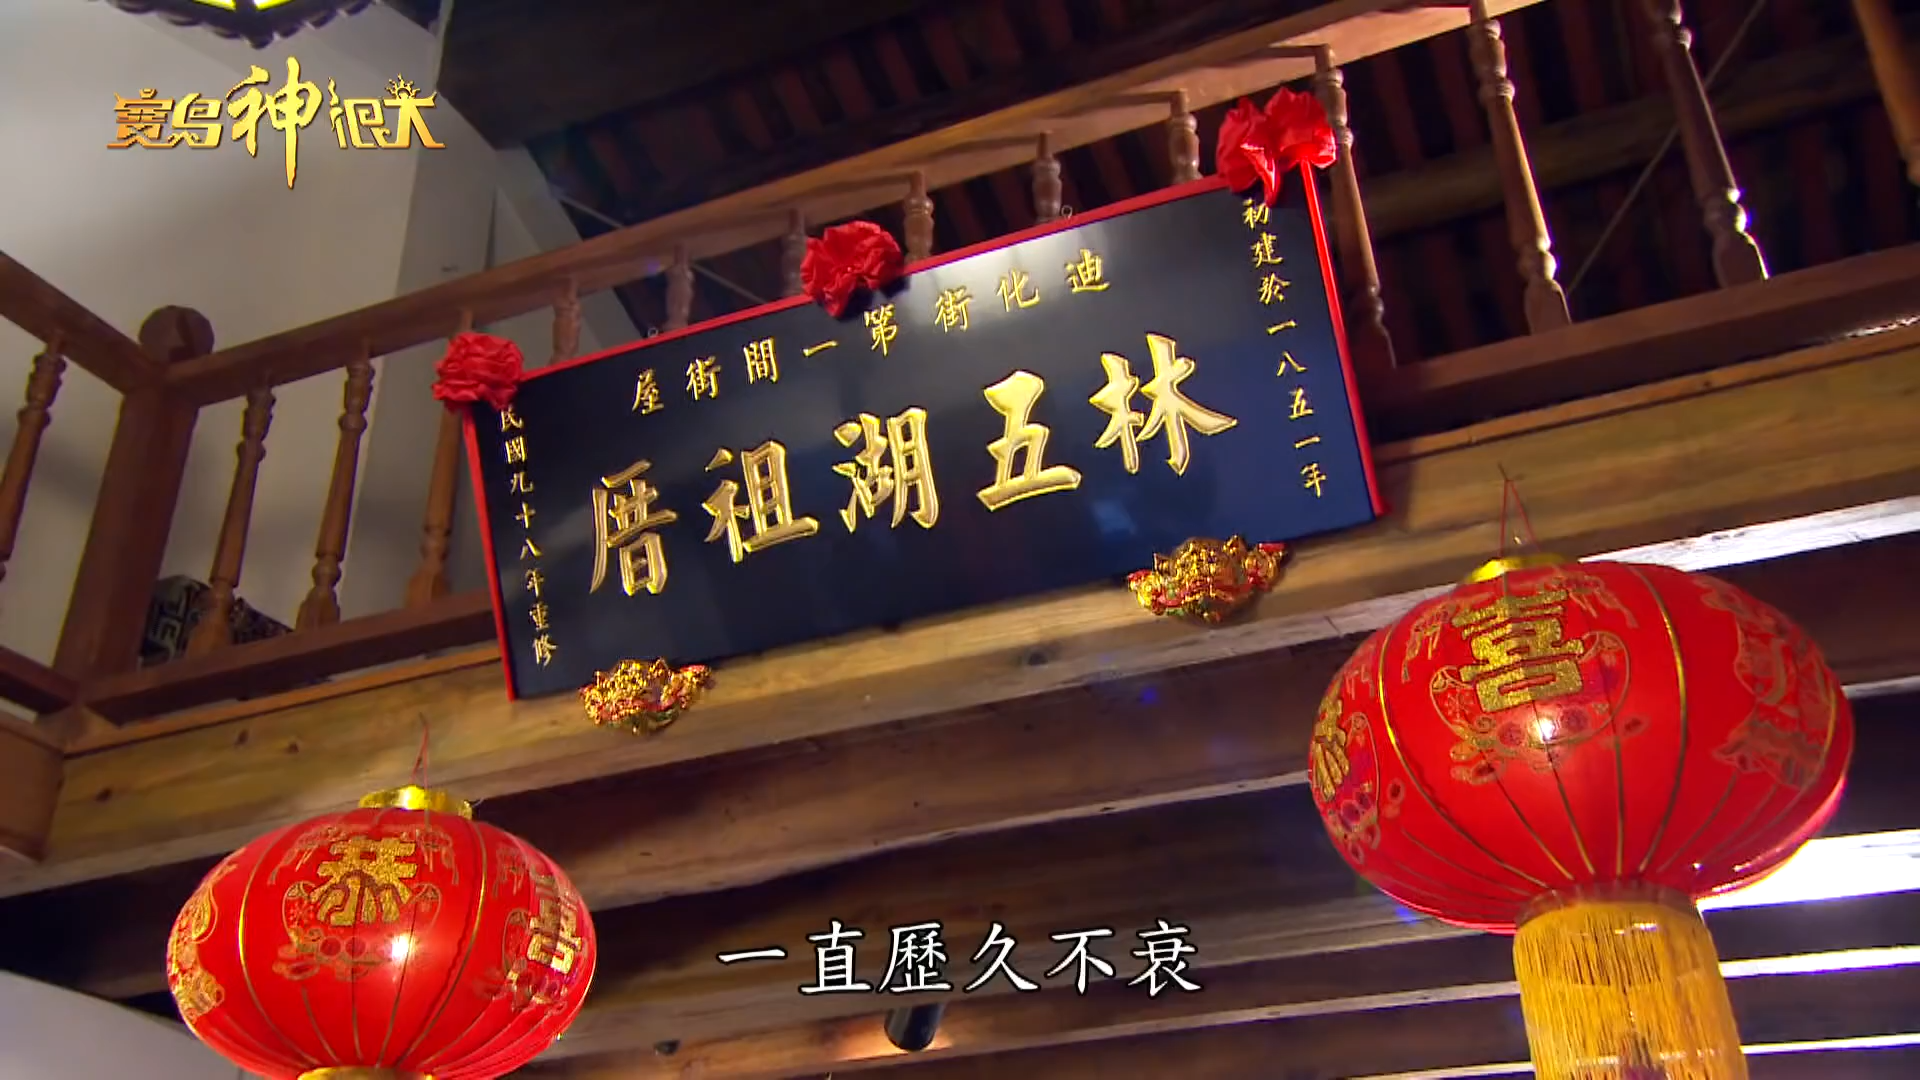 寶島神很大
初建於一八五一年
迪化街第一間街屋
林五湖祖厝
民國九十八年重修
恭
喜
一直歷久不衰